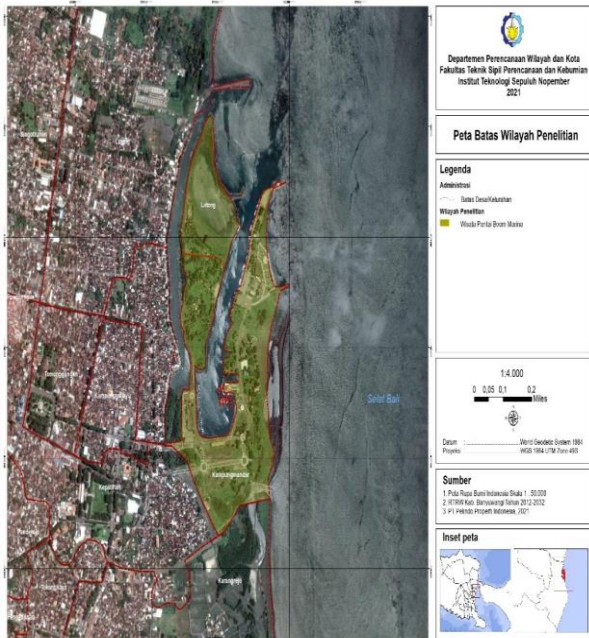 Lateng
Kampungmandar
Kepatihan
Karangrejo
Selat Bali
Departemen Perencanaan Wilayah dan Kota
Fakultas Teknik Sipil Perencanaan dan Kebumian
Institut Teknologi Sepuluh Nopember
2021
Peta Batas Wilayah Penelitian
Legenda
Administrasi
Batas Desa/Kelurahan
Wilayah Penelitian
Wisata Pantai Boom Marina
1:4.000
0 0,05 0,1 0,2
Miles
Datum : World Geodetic System 1984
Proyeksi : WGS 1984 UTM Zone 49S
Sumber
1. Peta Rupa Bumi Indonesia Skala 1 : 50.000
2. RTRW Kab. Banyuwangi Tahun 2012-2032
3. PT Pelindo Properti Indonesia, 2021
Inset peta